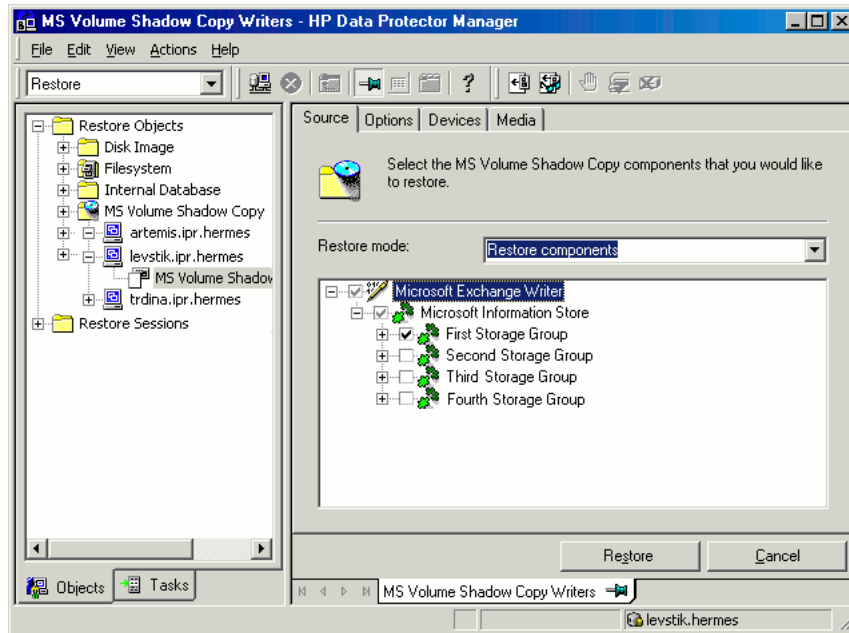 MS Volume Shadow Copy Writers - HP Data Protector Manager
File Edit View Actions Help
Restore
Restore Objects
Disk Image
Filesystem
Internal Database
MS Volume Shadow Copy
artemis.ipr.hermes
levstik.ipr.hermes
MS Volume Shadov
trdina.ipr.hermes
Restore Sessions
Objects Tasks
Source Options Devices Media
Select the MS Volume Shadow Copy components that you would like
to restore.
Restore mode: Restore components
Microsoft Exchange Writer
Microsoft Information Store
First Storage Group
Second Storage Group
Third Storage Group
Fourth Storage Group
Restore Cancel
MS Volume Shadow Copy Writers
levstik.hermes